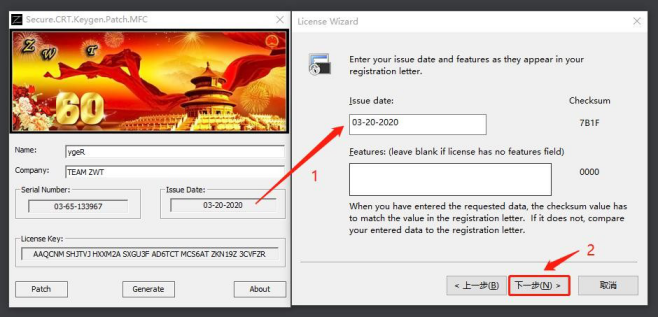 Secure.CRT.Keygen.Patch.MFC
Z W T
60
Name:
ygeR
Company:
TEAM ZWT
Serial Number:
03-65-133967
Issue Date:
03-20-2020
License Key:
AAQCNM SHJTVJ HXXM2A SXGU3F AD6TCT MCS6AT ZKN19Z 3CVFZR
Patch
Generate
About
1
License Wizard
Enter your issue date and features as they appear in your
registration letter.
Issue date:
Checksum
03-20-2020
7B1F
Features: (leave blank if license has no features field)
0000
When you have entered the requested data, the checksum value has
to match the value in the registration letter. If it does not, compare
your entered data to the registration letter.
2
< 上一步(B)
下一步(N) >
取消